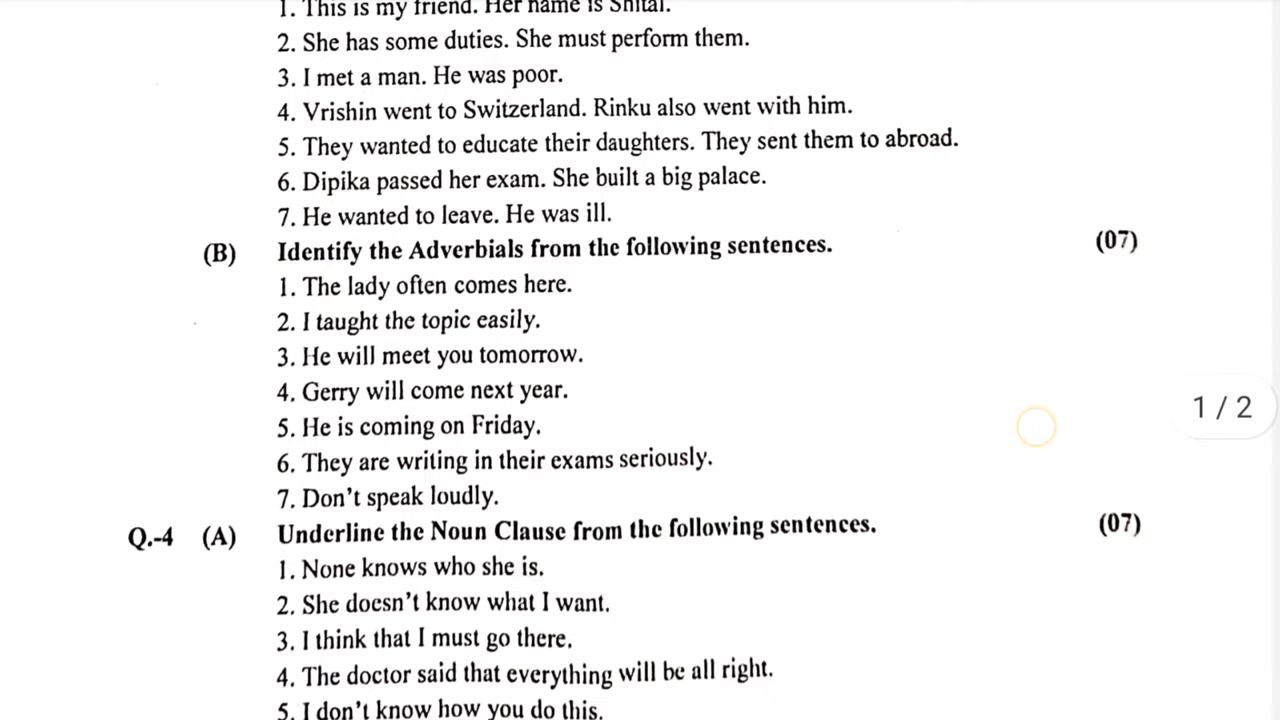 1. This is my friend. Her name is Shital.
2. She has some duties. She must perform them.
3. I met a man. He was poor.
4. Vrishin went to Switzerland. Rinku also went with him.
5. They wanted to educate their daughters. They sent them to abroad.
6. Dipika passed her exam. She built a big palace.
7. He wanted to leave. He was ill.
(B) Identify the Adverbials from the following sentences. (07)
1. The lady often comes here.
2. I taught the topic easily.
3. He will meet you tomorrow.
4. Gerry will come next year.
5. He is coming on Friday.
6. They are writing in their exams seriously.
7. Don't speak loudly.
Q.-4 (A) Underline the Noun Clause from the following sentences. (07)
1. None knows who she is.
2. She doesn't know what I want.
3. I think that I must go there.
4. The doctor said that everything will be all right.
5. I don't know how you do this.
1 / 2